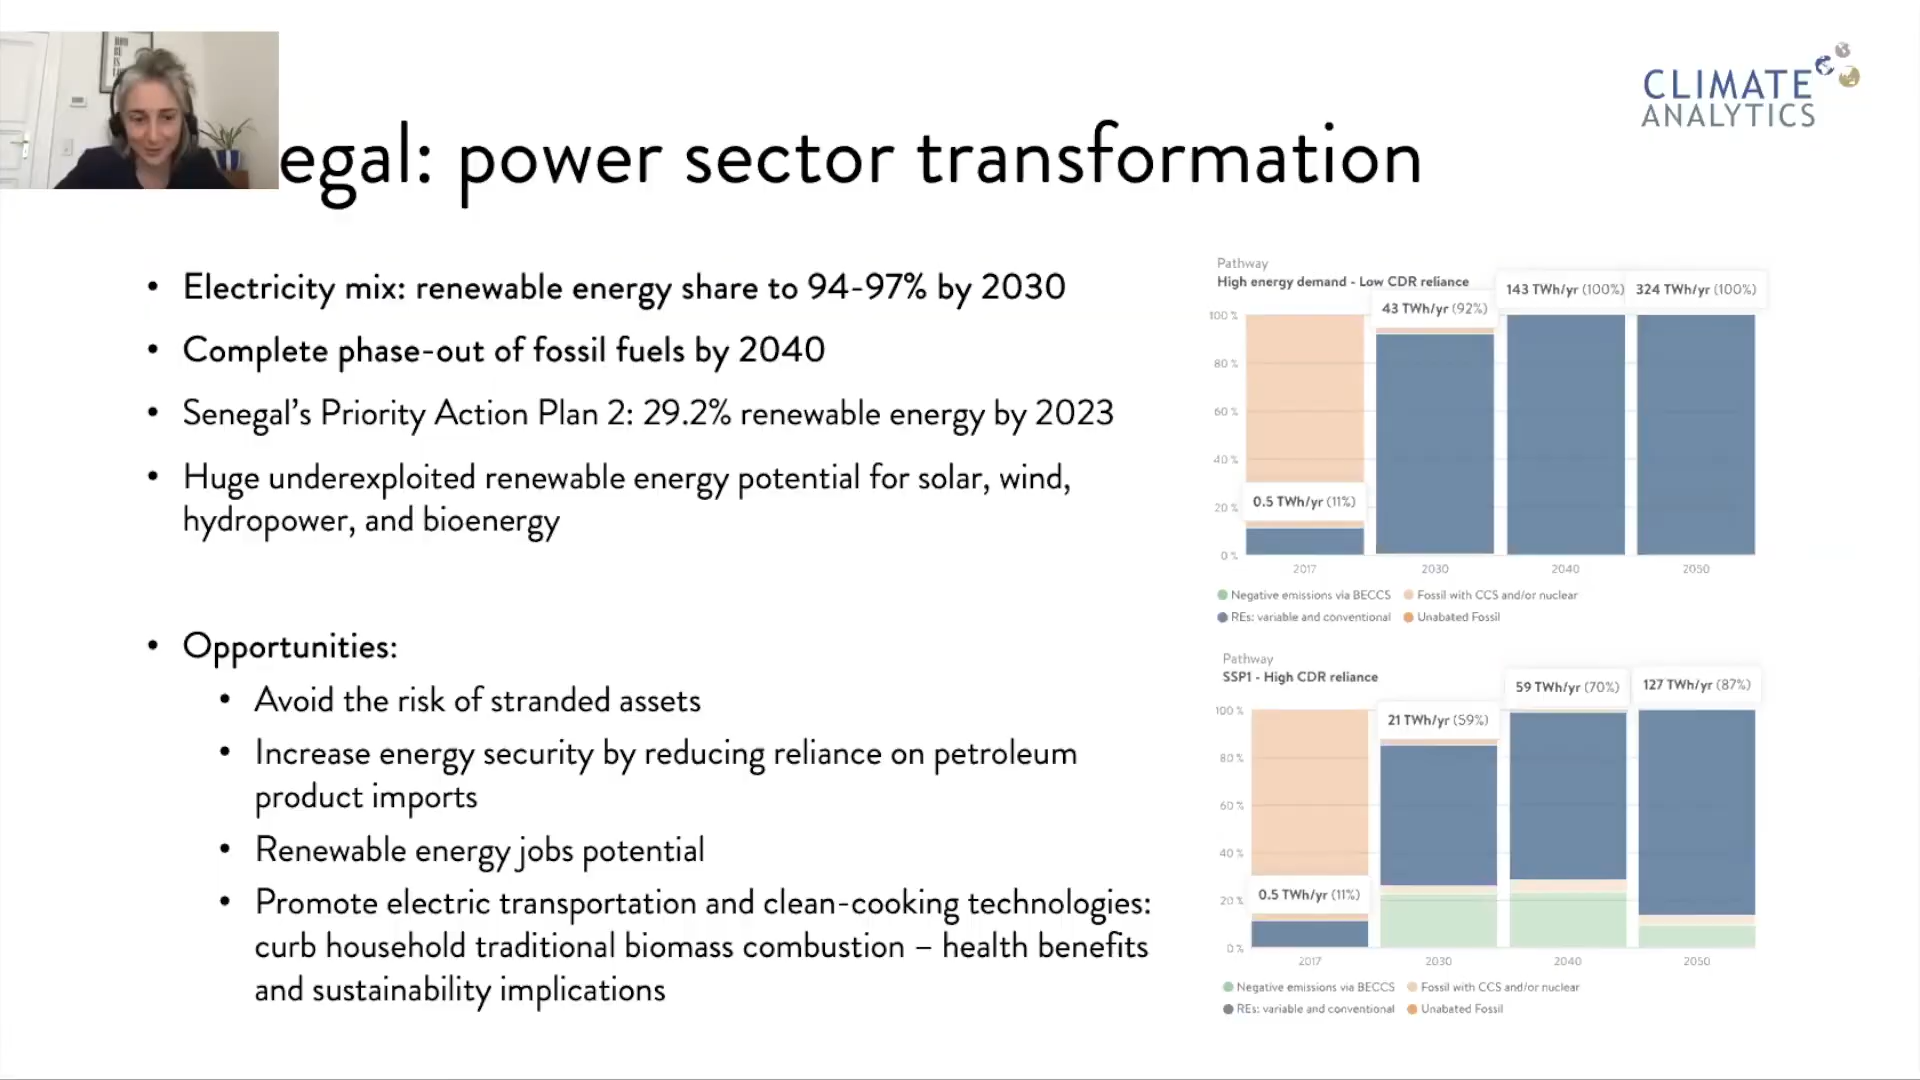 CLIMATE
ANALYTICS
egal: power sector transformation
• Electricity mix: renewable energy share to 94-97% by 2030
• Complete phase-out of fossil fuels by 2040
• Senegal’s Priority Action Plan 2: 29.2% renewable energy by 2023
• Huge underexploited renewable energy potential for solar, wind,
hydropower, and bioenergy
• Opportunities:
• Avoid the risk of stranded assets
• Increase energy security by reducing reliance on petroleum
product imports
• Renewable energy jobs potential
• Promote electric transportation and clean-cooking technologies:
curb household traditional biomass combustion – health benefits
and sustainability implications
Pathway
High energy demand - Low CDR reliance
143 TWh/yr (100%) 324 TWh/yr (100%)
43 TWh/yr (92%)
100 %
80 %
60 %
40 %
0.5 TWh/yr (11%)
20 %
0 %
2017 2030 2040 2050
Negative emissions via BECCS Fossil with CCS and/or nuclear
REs: variable and conventional Unabated Fossil
Pathway
SSP1 - High CDR reliance
59 TWh/yr (70%) 127 TWh/yr (87%)
21 TWh/yr (59%)
100 %
80 %
60 %
40 %
0.5 TWh/yr (11%)
20 %
0 %
2017 2030 2040 2050
Negative emissions via BECCS Fossil with CCS and/or nuclear
REs: variable and conventional Unabated Fossil